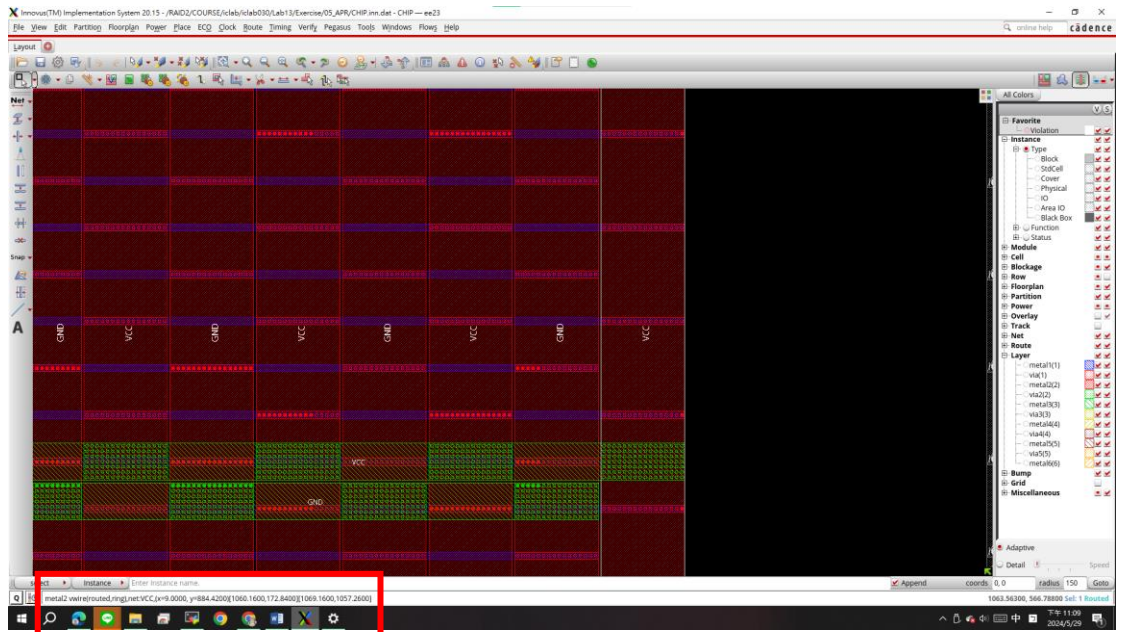 Innovus(TM) Implementation System 20.15 - /RAID2/COURSE/iclab/iclab030/Lab13/Exercise/05_APR/CHIP.inn.dat - CHIP — ee23
File View Edit Partition Floorplan Power Place ECO Clock Route Timing Verify Pegasus Tools Windows Flows Help
online help cādence
Layout
All Colors
Net
V S
Favorite
Violation
Instance
Type
Block
StdCell
Cover
Physical
IO
Area IO
Black Box
Function
Status
Module
Cell
Blockage
Row
Floorplan
Partition
Power
Overlay
Track
Net
Route
Layer
metal1(1)
via(1)
metal2(2)
via2(2)
metal3(3)
via3(3)
metal4(4)
via4(4)
metal5(5)
via5(5)
metal6(6)
Bump
Grid
Miscellaneous
Snap
A
GND VCC GND VCC GND VCC GND VCC
VCC
GND
Adaptive
Detail Speed
select Instance Enter Instance name. Append coords 0, 0 radius 150 Goto
Q metal2 vwire(routed,ring),net:VCC,(x=9.0000, y=884.4200)[1060.1600,172.8400][1069.1600,1057.2600] 1063.56300, 566.78800 Sel: 1 Routed
中 下午 11:09
2024/5/29